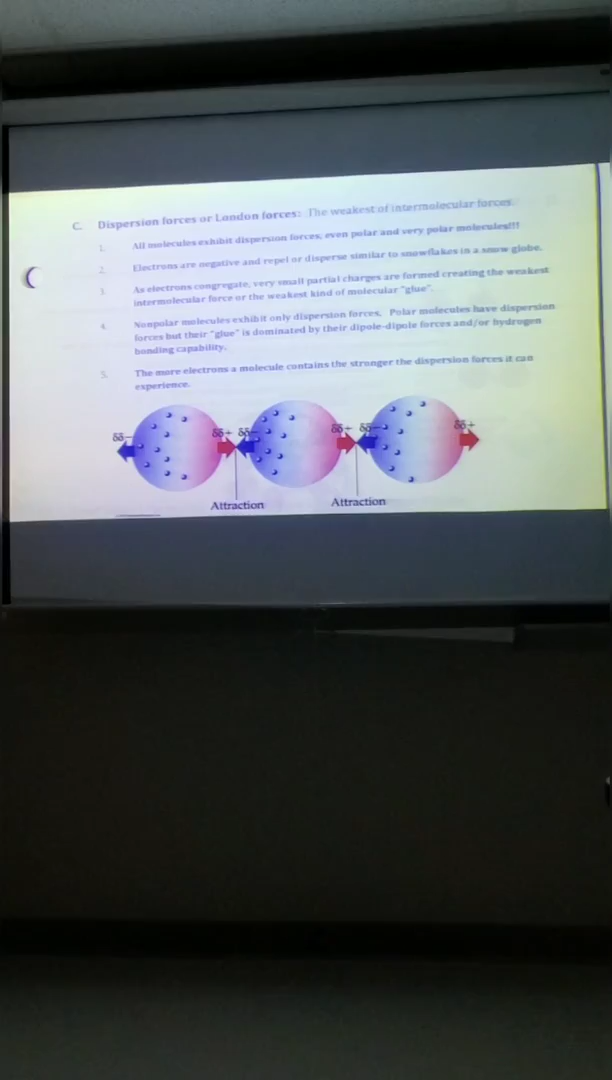 C. Dispersion forces or London forces: The weakest of intermolecular forces.
1. All molecules exhibit dispersion forces, even polar and very polar molecules!!!
2. Electrons are negative and repel or disperse similar to snowflakes in a snow globe.
3. As electrons congregate, very small partial charges are formed creating the weakest
intermolecular force or the weakest kind of molecular "glue".
4. Nonpolar molecules exhibit only dispersion forces. Polar molecules have dispersion
forces but their "glue" is dominated by their dipole-dipole forces and/or hydrogen
bonding capability.
5. The more electrons a molecule contains the stronger the dispersion forces it can
experience.
δδ- δδ+ δδ- δδ+ δδ- δδ+
Attraction Attraction